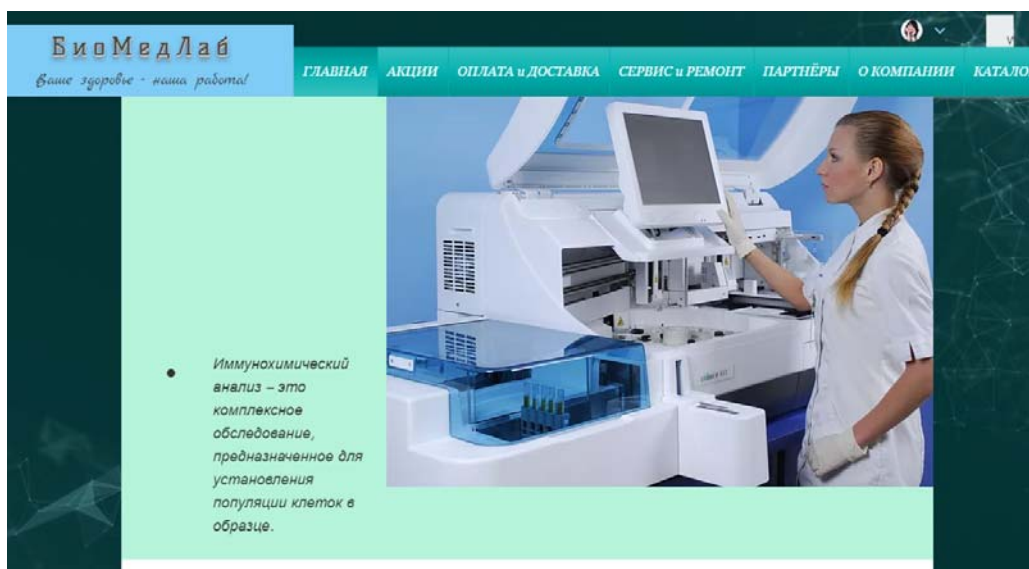 БиоМедЛаб
Ваше здоровье - наша работа!
ГЛАВНАЯ АКЦИИ ОПЛАТА и ДОСТАВКА СЕРВИС и РЕМОНТ ПАРТНЁРЫ О КОМПАНИИ КАТАЛО
Иммунохимический
анализ – это
комплексное
обследование,
предназначенное для
установления
популяции клеток в
образце.